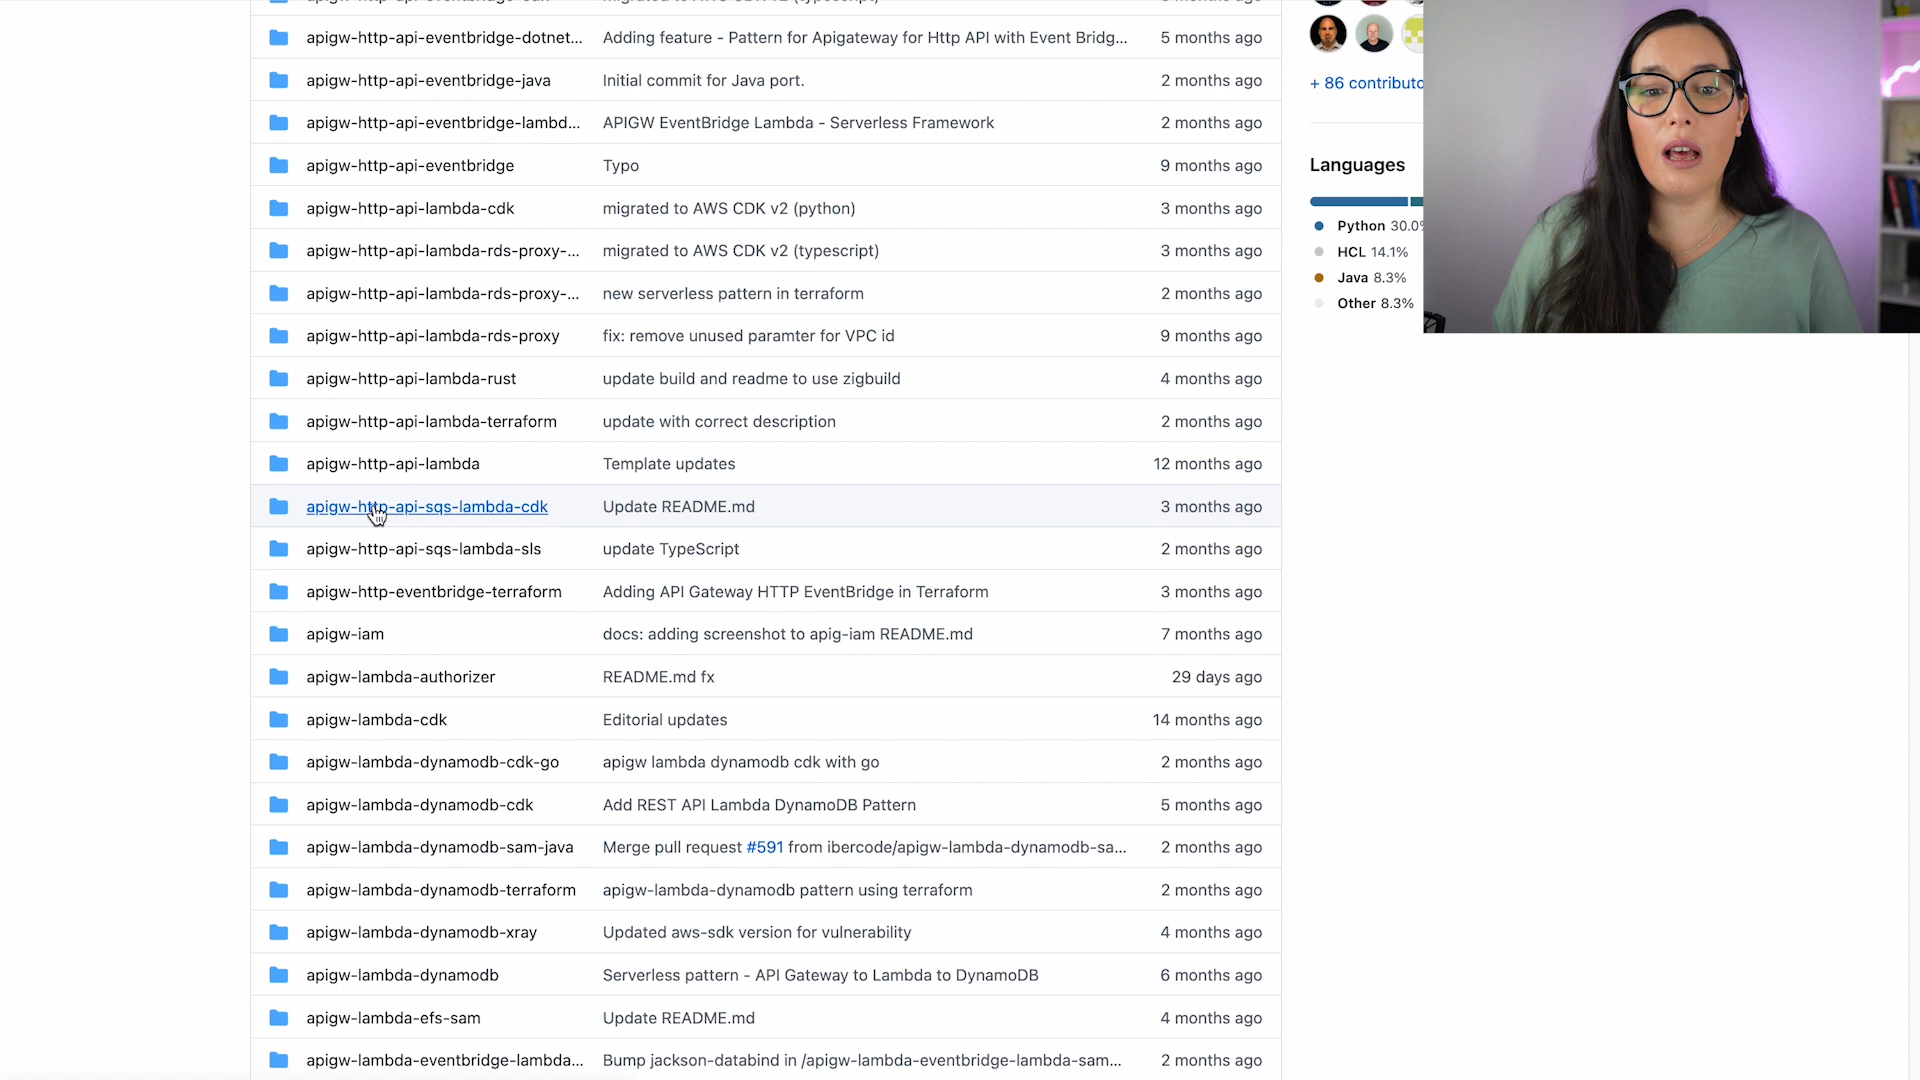 apigw-http-api-eventbridge-dotnet... Adding feature - Pattern for Apigateway for Http API with Event Bridg... 5 months ago
apigw-http-api-eventbridge-java Initial commit for Java port. 2 months ago
apigw-http-api-eventbridge-lambd... APIGW EventBridge Lambda - Serverless Framework 2 months ago
apigw-http-api-eventbridge Typo 9 months ago
apigw-http-api-lambda-cdk migrated to AWS CDK v2 (python) 3 months ago
apigw-http-api-lambda-rds-proxy-... migrated to AWS CDK v2 (typescript) 3 months ago
apigw-http-api-lambda-rds-proxy-... new serverless pattern in terraform 2 months ago
apigw-http-api-lambda-rds-proxy fix: remove unused paramter for VPC id 9 months ago
apigw-http-api-lambda-rust update build and readme to use zigbuild 4 months ago
apigw-http-api-lambda-terraform update with correct description 2 months ago
apigw-http-api-lambda Template updates 12 months ago
apigw-http-api-sqs-lambda-cdk Update README.md 3 months ago
apigw-http-api-sqs-lambda-sls update TypeScript 2 months ago
apigw-http-eventbridge-terraform Adding API Gateway HTTP EventBridge in Terraform 3 months ago
apigw-iam docs: adding screenshot to apig-iam README.md 7 months ago
apigw-lambda-authorizer README.md fx 29 days ago
apigw-lambda-cdk Editorial updates 14 months ago
apigw-lambda-dynamodb-cdk-go apigw lambda dynamodb cdk with go 2 months ago
apigw-lambda-dynamodb-cdk Add REST API Lambda DynamoDB Pattern 5 months ago
apigw-lambda-dynamodb-sam-java Merge pull request #591 from ibercode/apigw-lambda-dynamodb-sa... 2 months ago
apigw-lambda-dynamodb-terraform apigw-lambda-dynamodb pattern using terraform 2 months ago
apigw-lambda-dynamodb-xray Updated aws-sdk version for vulnerability 4 months ago
apigw-lambda-dynamodb Serverless pattern - API Gateway to Lambda to DynamoDB 6 months ago
apigw-lambda-efs-sam Update README.md 4 months ago
apigw-lambda-eventbridge-lambda... Bump jackson-databind in /apigw-lambda-eventbridge-lambda-sam... 2 months ago
+ 86 contributo
Languages
Python 30.0%
HCL 14.1%
Java 8.3%
Other 8.3%